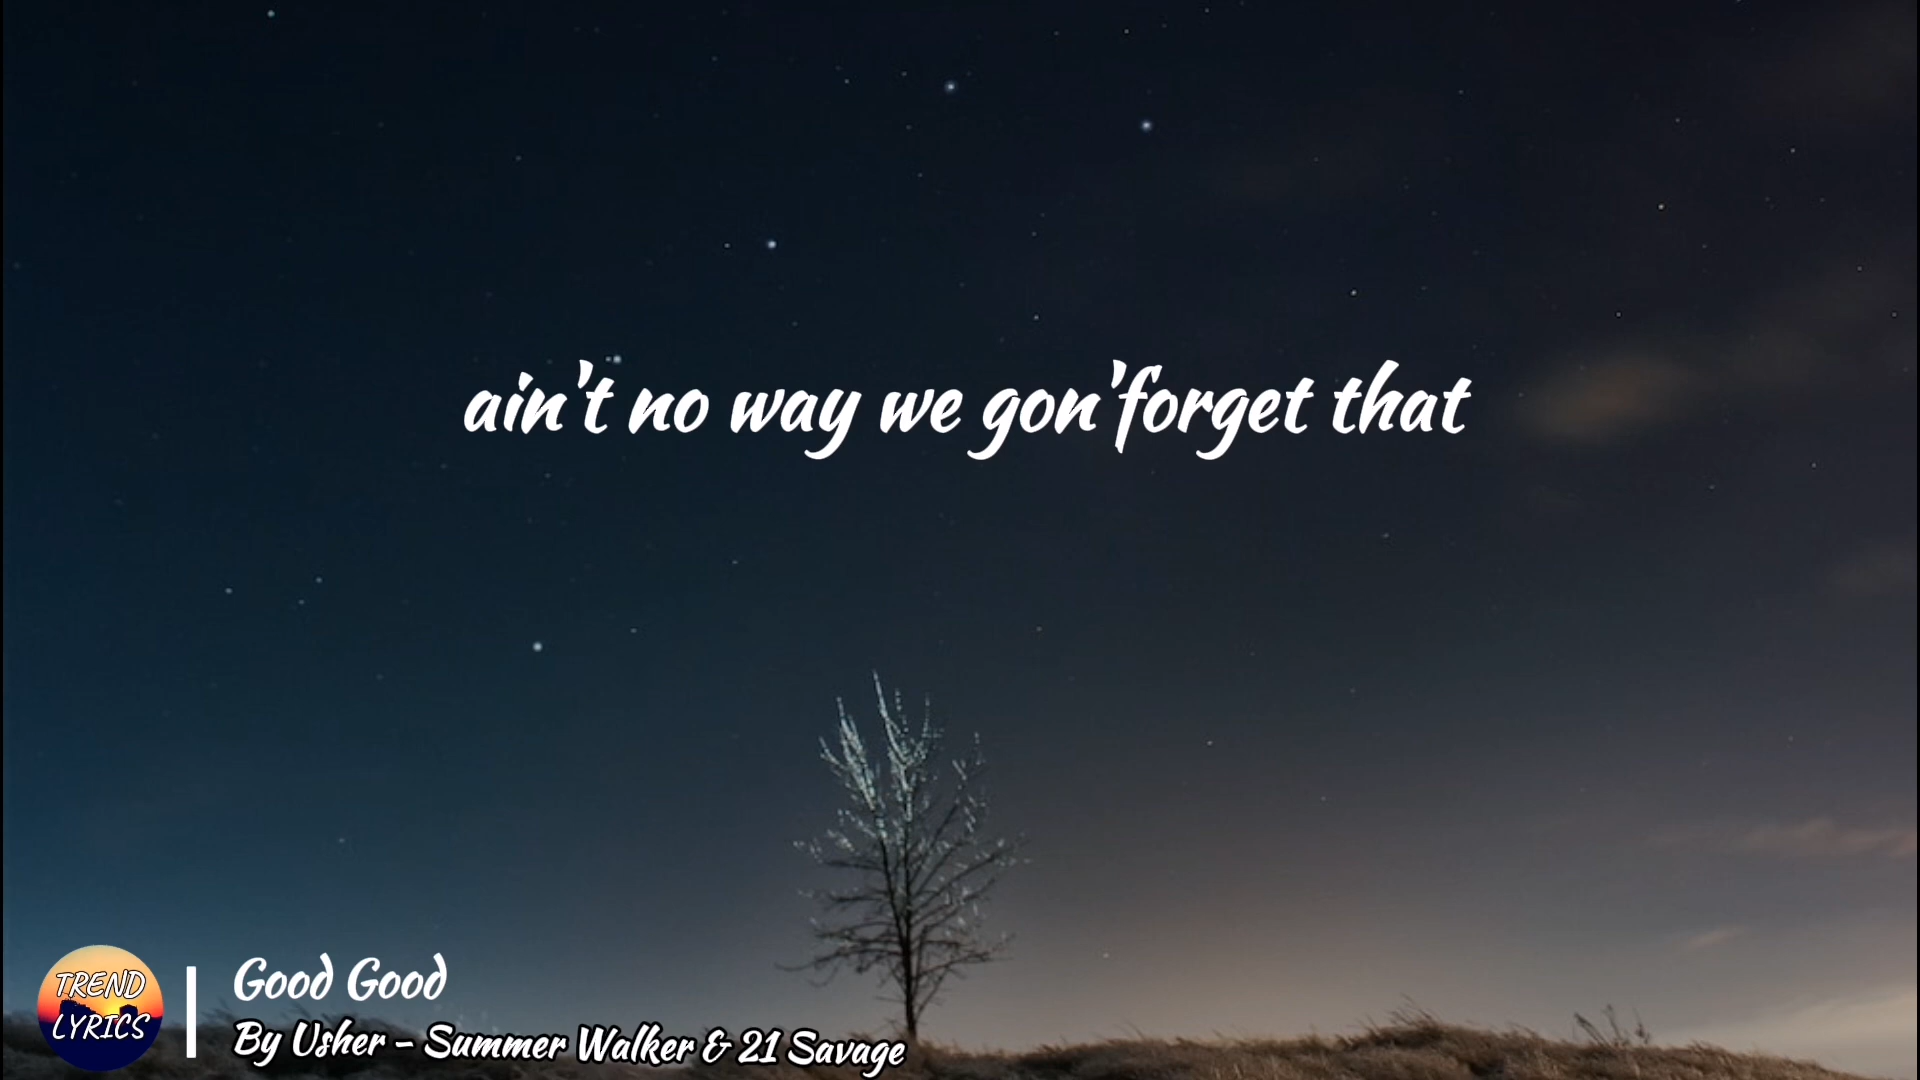 ain't no way we gon'forget that
TREND
LYRICS
Good Good
By Usher - Summer Walker & 21 Savage